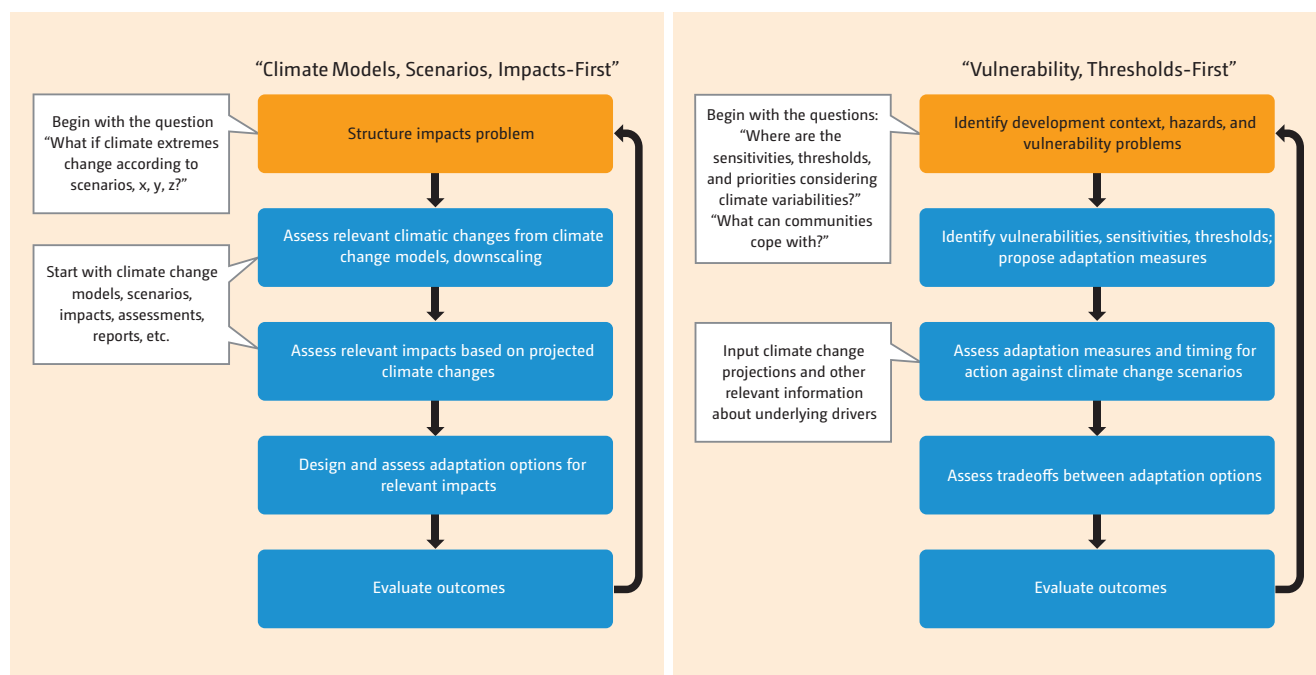 “Climate Models, Scenarios, Impacts-First”
Begin with the question
“What if climate extremes
change according to
scenarios, x, y, z?”
Structure impacts problem
Assess relevant climatic changes from climate
change models, downscaling
Start with climate change
models, scenarios,
impacts, assessments,
reports, etc.
Assess relevant impacts based on projected
climate changes
Design and assess adaptation options for
relevant impacts
Evaluate outcomes
“Vulnerability, Thresholds-First”
Begin with the questions:
“Where are the
sensitivities, thresholds,
and priorities considering
climate variabilities?”
“What can communities
cope with?”
Identify development context, hazards, and
vulnerability problems
Identify vulnerabilities, sensitivities, thresholds;
propose adaptation measures
Input climate change
projections and other
relevant information
about underlying drivers
Assess adaptation measures and timing for
action against climate change scenarios
Assess tradeoffs between adaptation options
Evaluate outcomes